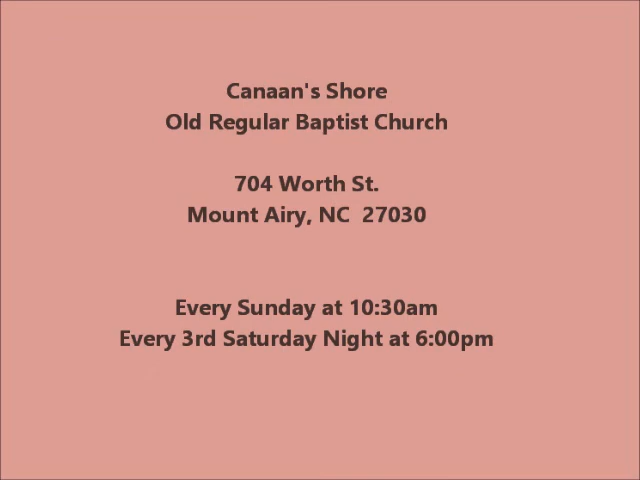 Canaan's Shore
Old Regular Baptist Church
704 Worth St.
Mount Airy, NC  27030
Every Sunday at 10:30am
Every 3rd Saturday Night at 6:00pm